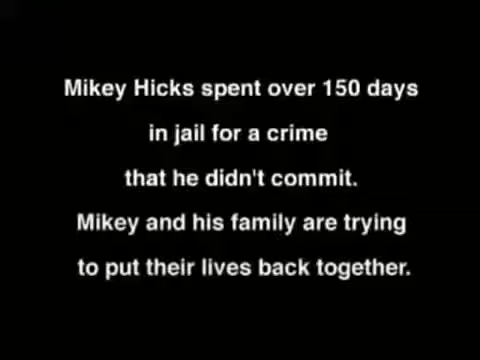 Mikey Hicks spent over 150 days
in jail for a crime
that he didn't commit.
Mikey and his family are trying
to put their lives back together.